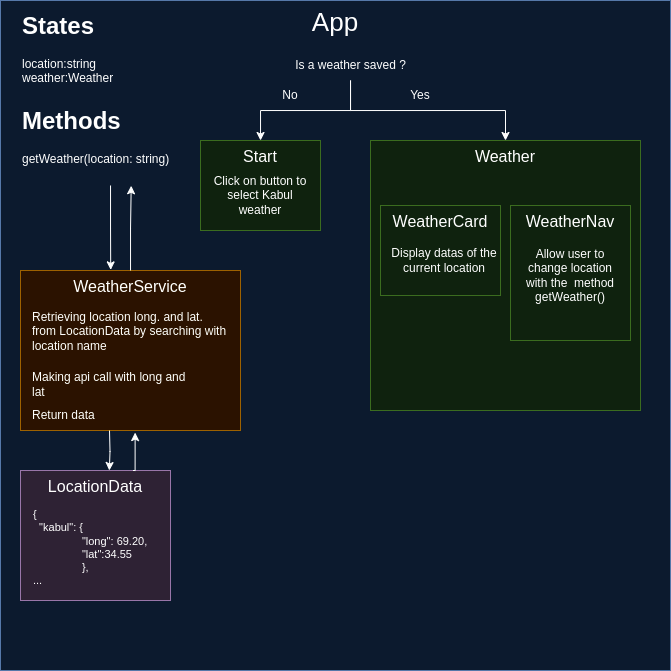 States
App
location:string
weather:Weather
Is a weather saved ?
No
Yes
Methods
getWeather(location: string)
Start
Click on button to
select Kabul
weather
Weather
WeatherCard
Display datas of the
current location
WeatherNav
Allow user to
change location
with the  method
getWeather()
WeatherService
Retrieving location long. and lat.
from LocationData by searching with
location name
Making api call with long and
lat
Return data
LocationData
{
"kabul": {
"long": 69.20,
"lat":34.55
},
...